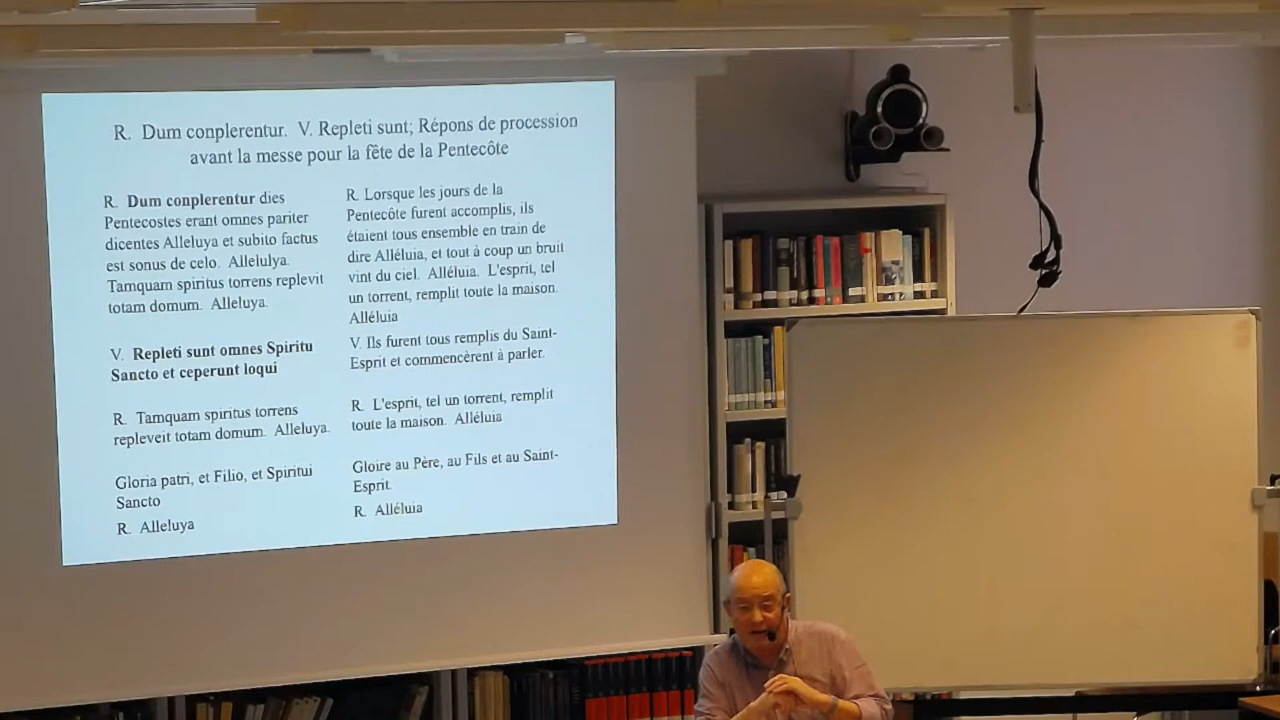 R. Dum conplerentur. V. Repleti sunt; Répons de procession
avant la messe pour la fête de la Pentecôte
R. Dum conplerentur dies
Pentecostes erant omnes pariter
dicentes Alleluya et subito factus
est sonus de celo. Allelulya.
Tamquam spiritus torrens replevit
totam domum. Alleluya.
V. Repleti sunt omnes Spiritu
Sancto et ceperunt loqui
R. Tamquam spiritus torrens
repleveit totam domum. Alleluya.
Gloria patri, et Filio, et Spiritui
Sancto
R. Alleluya
R. Lorsque les jours de la
Pentecôte furent accomplis, ils
étaient tous ensemble en train de
dire Alléluia, et tout à coup un bruit
vint du ciel. Alléluia. L'esprit, tel
un torrent, remplit toute la maison.
Alléluia
V. Ils furent tous remplis du Saint-
Esprit et commencèrent à parler.
R. L'esprit, tel un torrent, remplit
toute la maison. Alléluia
Gloire au Père, au Fils et au Saint-
Esprit.
R. Alléluia